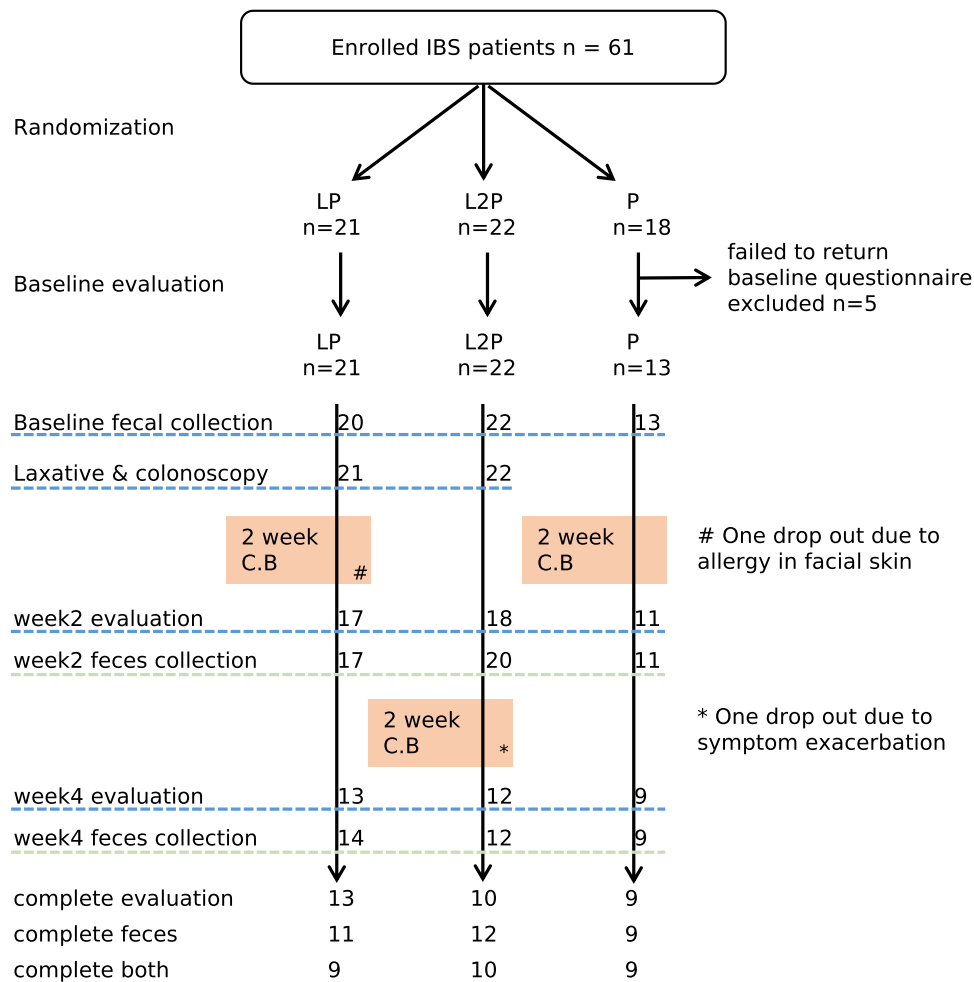 Enrolled IBS patients n = 61
Randomization
LP L2P P
n=21 n=22 n=18
failed to return
baseline questionnaire
excluded n=5
Baseline evaluation
LP L2P P
n=21 n=22 n=13
Baseline fecal collection 20 22 13
Laxative & colonoscopy 21 22
2 week
C.B
#
2 week
C.B
# One drop out due to
allergy in facial skin
week2 evaluation 17 18 11
week2 feces collection 17 20 11
2 week
C.B
*
* One drop out due to
symptom exacerbation
week4 evaluation 13 12 9
week4 feces collection 14 12 9
complete evaluation 13 10 9
complete feces 11 12 9
complete both 9 10 9